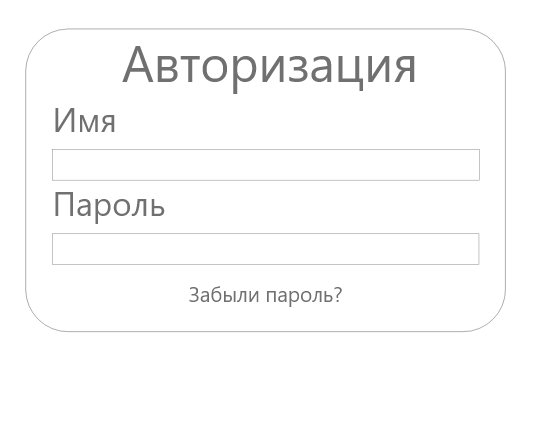 Авторизация
Имя
Пароль
Забыли пароль?